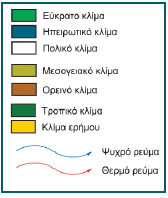 Εύκρατο κλίμα
Ηπειρωτικό κλίμα
Πολικό κλίμα
Μεσογειακό κλίμα
Ορεινό κλίμα
Τροπικό κλίμα
Κλίμα ερήμου
Ψυχρό ρεύμα
Θερμό ρεύμα